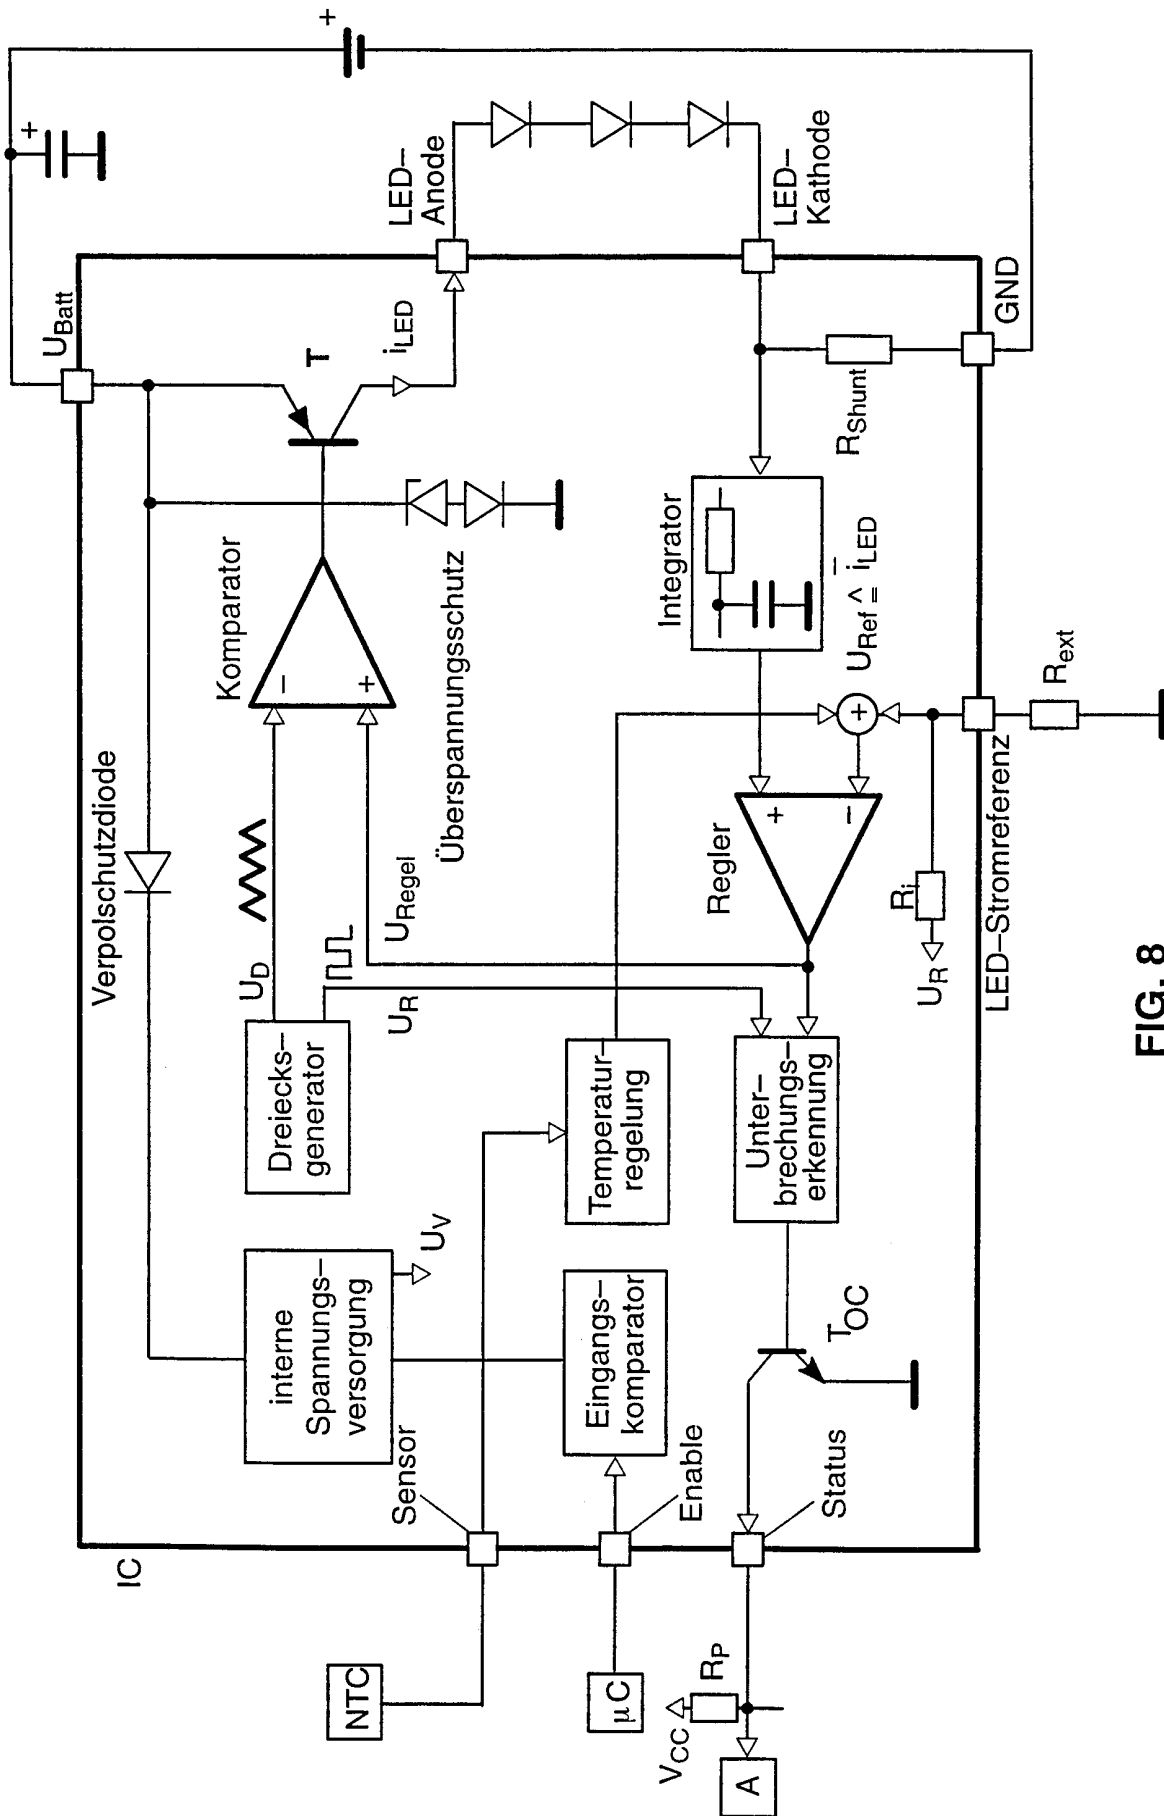 IC
U_Batt
Verpolschutzdiode
+
+
interne
Spannungs–
versorgung
U_V
Dreiecks–
generator
U_D
U_R
Komparator
–
+
T
i_LED
LED–
Anode
U_Regel
Überspannungsschutz
Sensor
NTC
Eingangs–
komparator
Temperatur–
regelung
Enable
µC
Integrator
U_Ref ≙ i̅_LED
R_Shunt
LED–
Kathode
Regler
+
–
+
Unter–
brechungs–
erkennung
T_OC
Status
V_CC
R_P
A
R_i
U_R
LED–Stromreferenz
R_ext
GND
FIG. 8